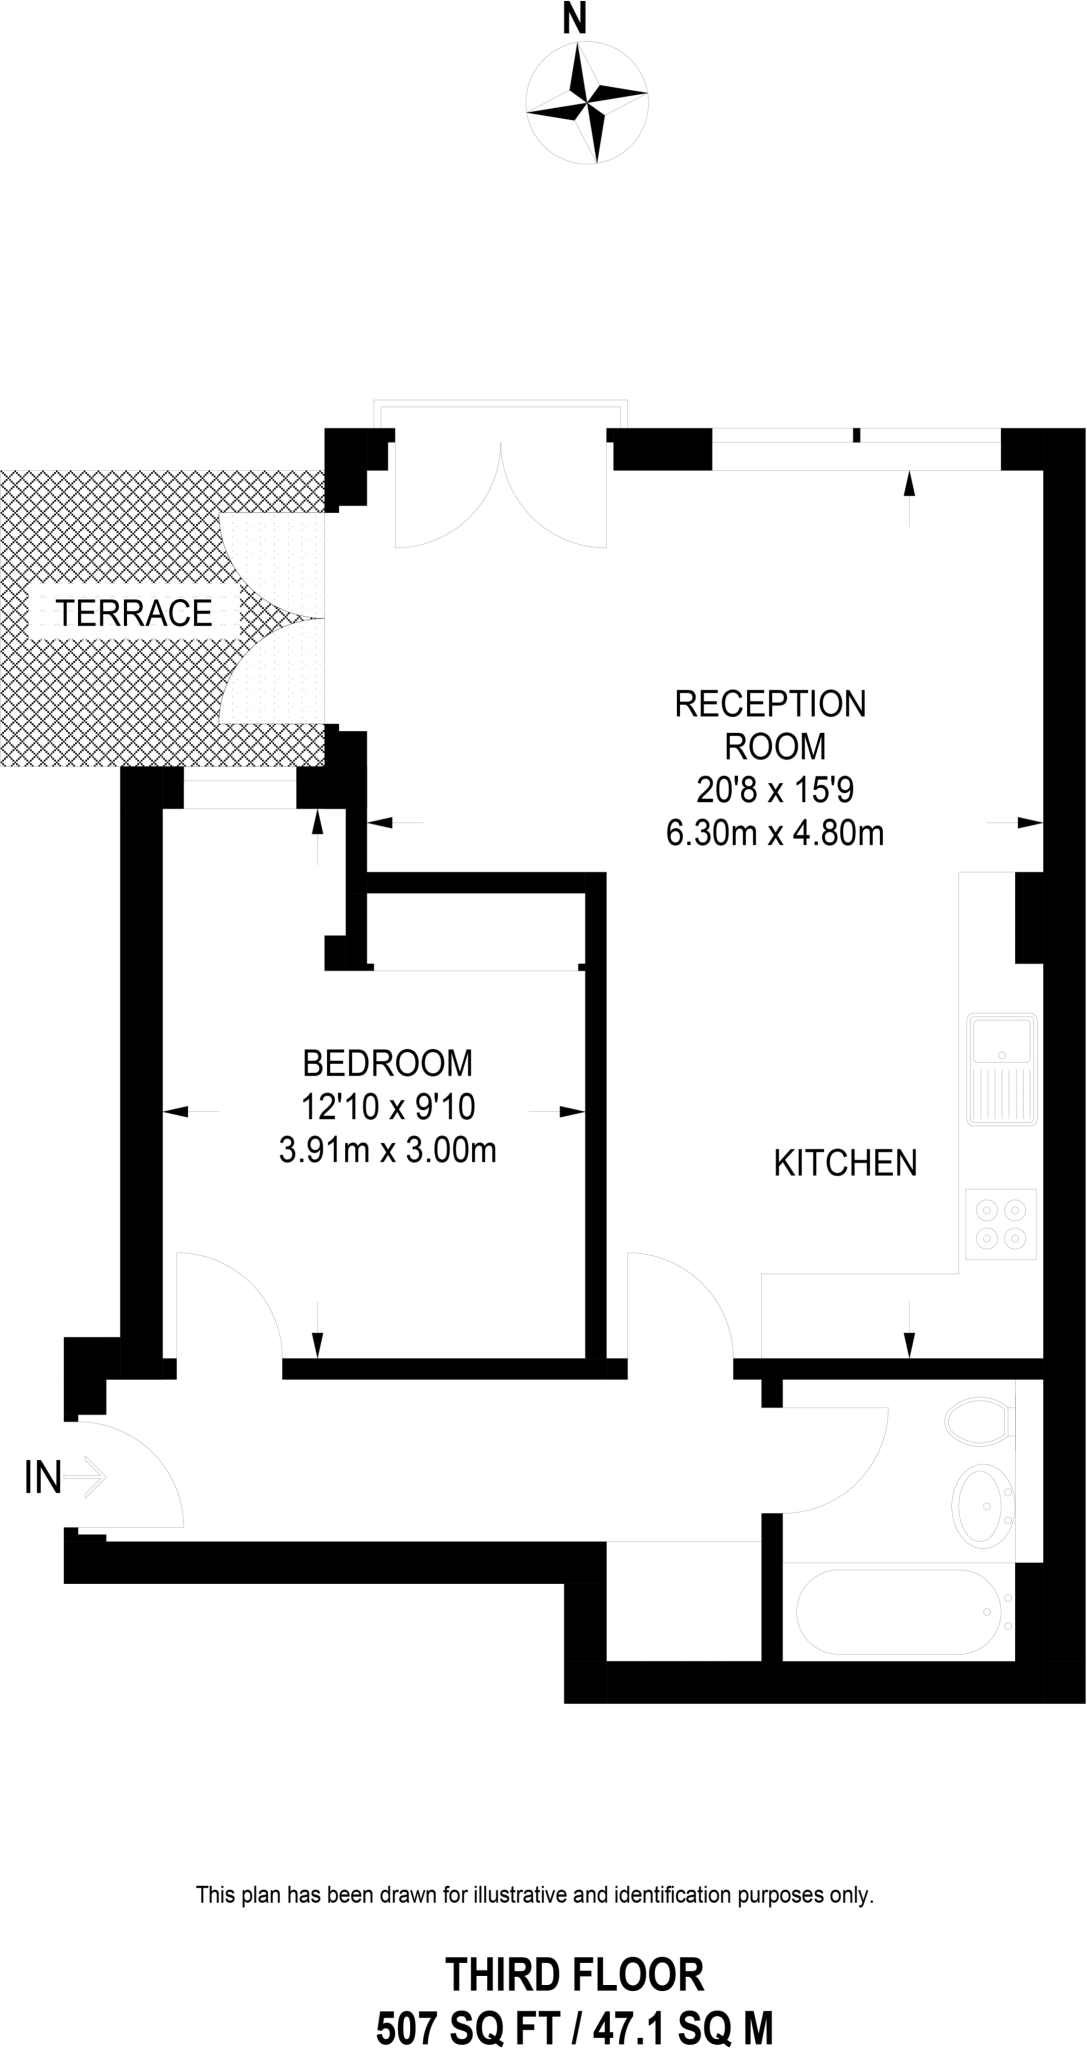 N
TERRACE
RECEPTION
ROOM
20'8 x 15'9
6.30m x 4.80m
BEDROOM
12'10 x 9'10
3.91m x 3.00m
KITCHEN
IN
This plan has been drawn for illustrative and identification purposes only.
THIRD FLOOR
507 SQ FT / 47.1 SQ M